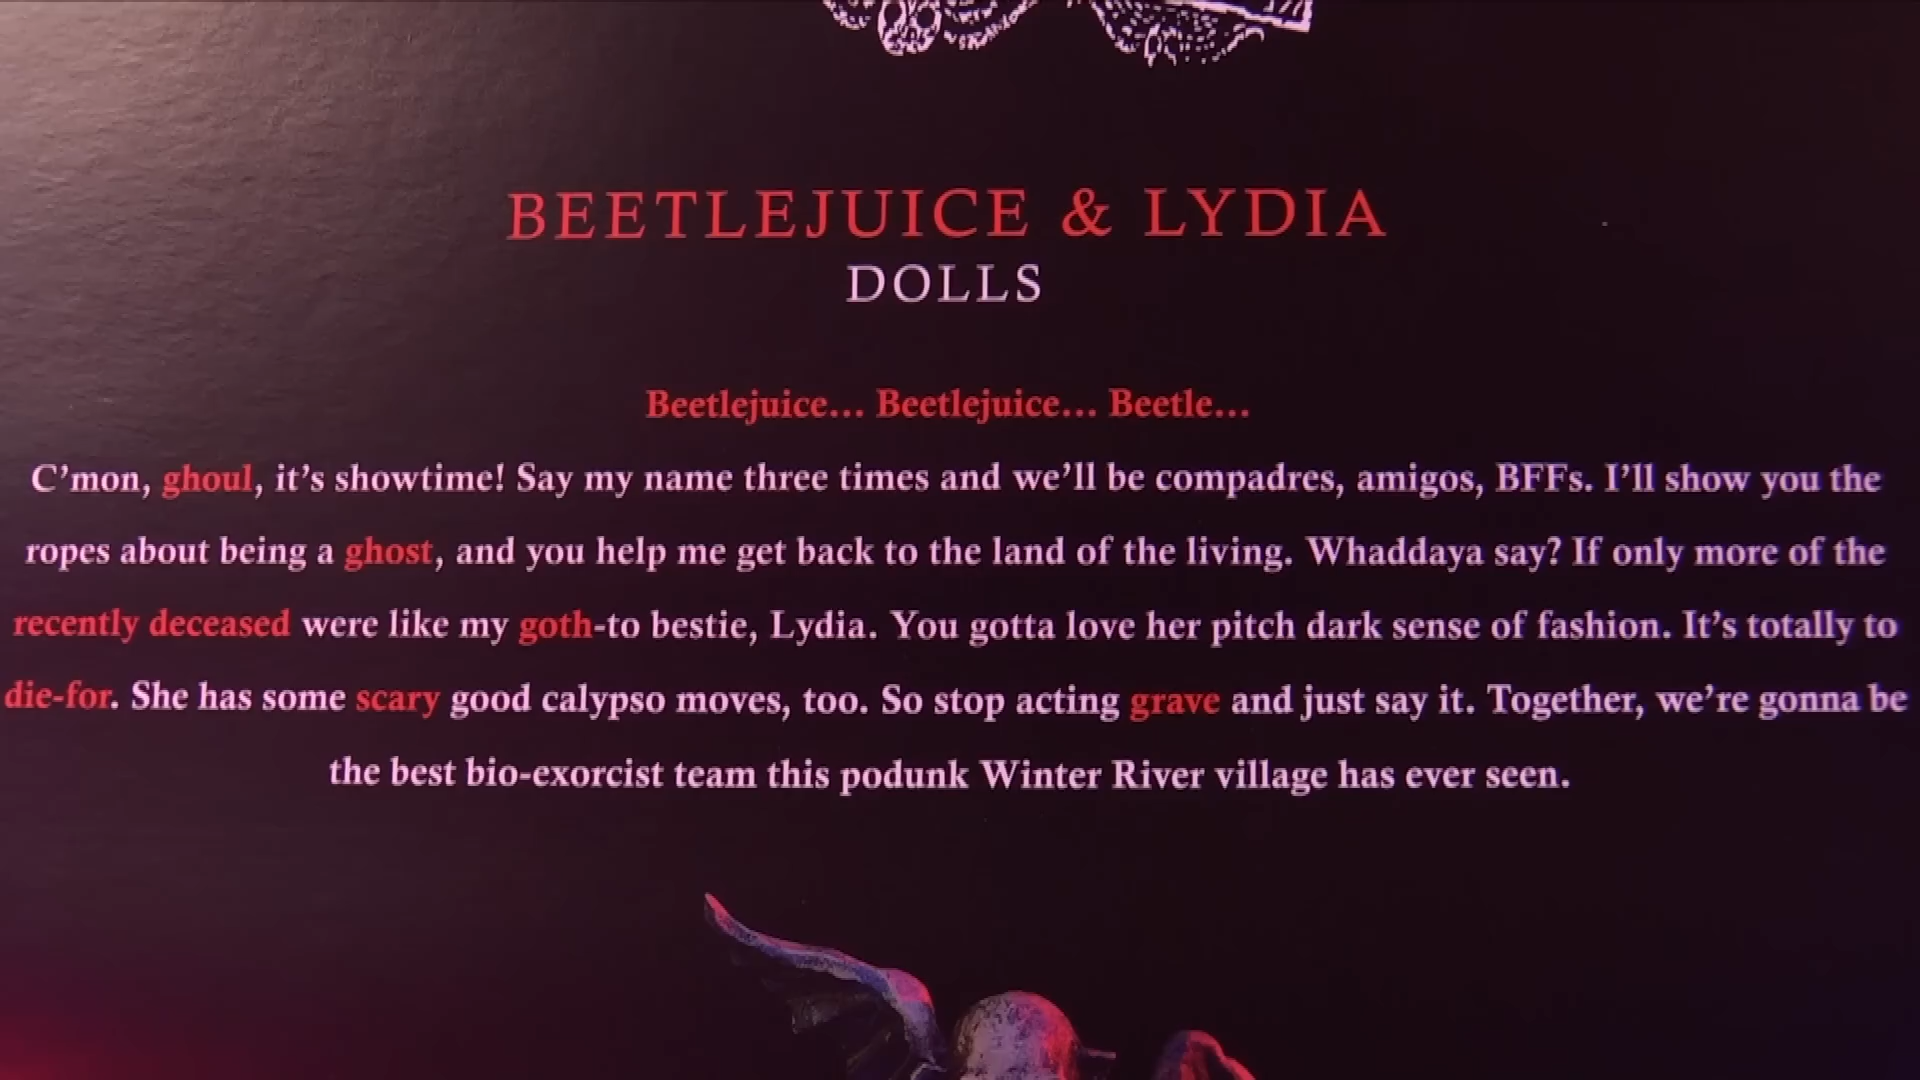 BEETLEJUICE & LYDIA
DOLLS
Beetlejuice... Beetlejuice... Beetle...
C’mon, ghoul, it’s showtime! Say my name three times and we’ll be compadres, amigos, BFFs. I’ll show you the
ropes about being a ghost, and you help me get back to the land of the living. Whaddaya say? If only more of the
recently deceased were like my goth-to bestie, Lydia. You gotta love her pitch dark sense of fashion. It’s totally to
die-for. She has some scary good calypso moves, too. So stop acting grave and just say it. Together, we’re gonna be
the best bio-exorcist team this podunk Winter River village has ever seen.